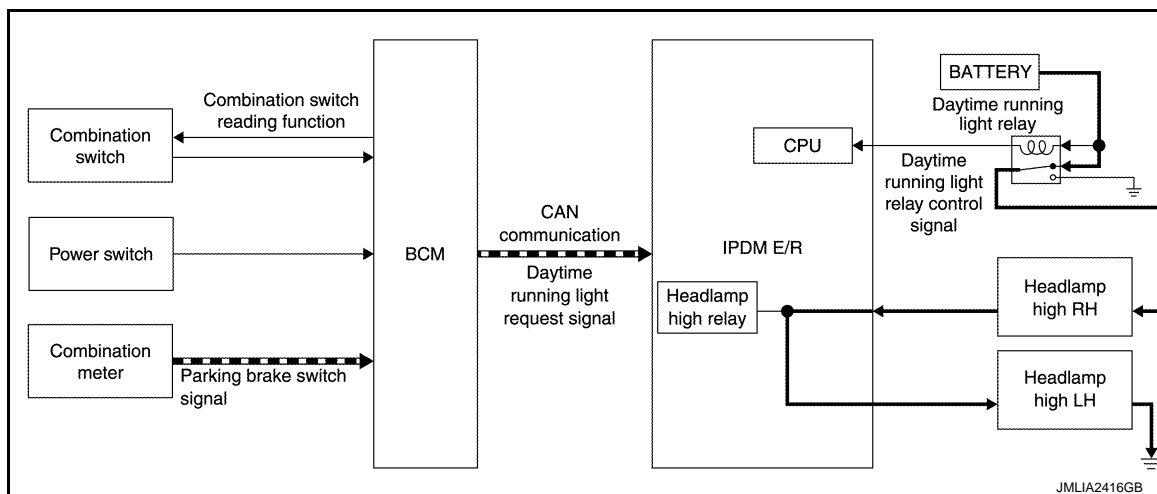 Combination
switch
Combination switch
reading function
Power switch
Combination
meter
Parking brake switch
signal
BCM
CAN
communication
Daytime
running light
request signal
IPDM E/R
CPU
Headlamp
high relay
BATTERY
Daytime running
light relay
Daytime
running light
relay control
signal
Headlamp
high RH
Headlamp
high LH
JMLIA2416GB